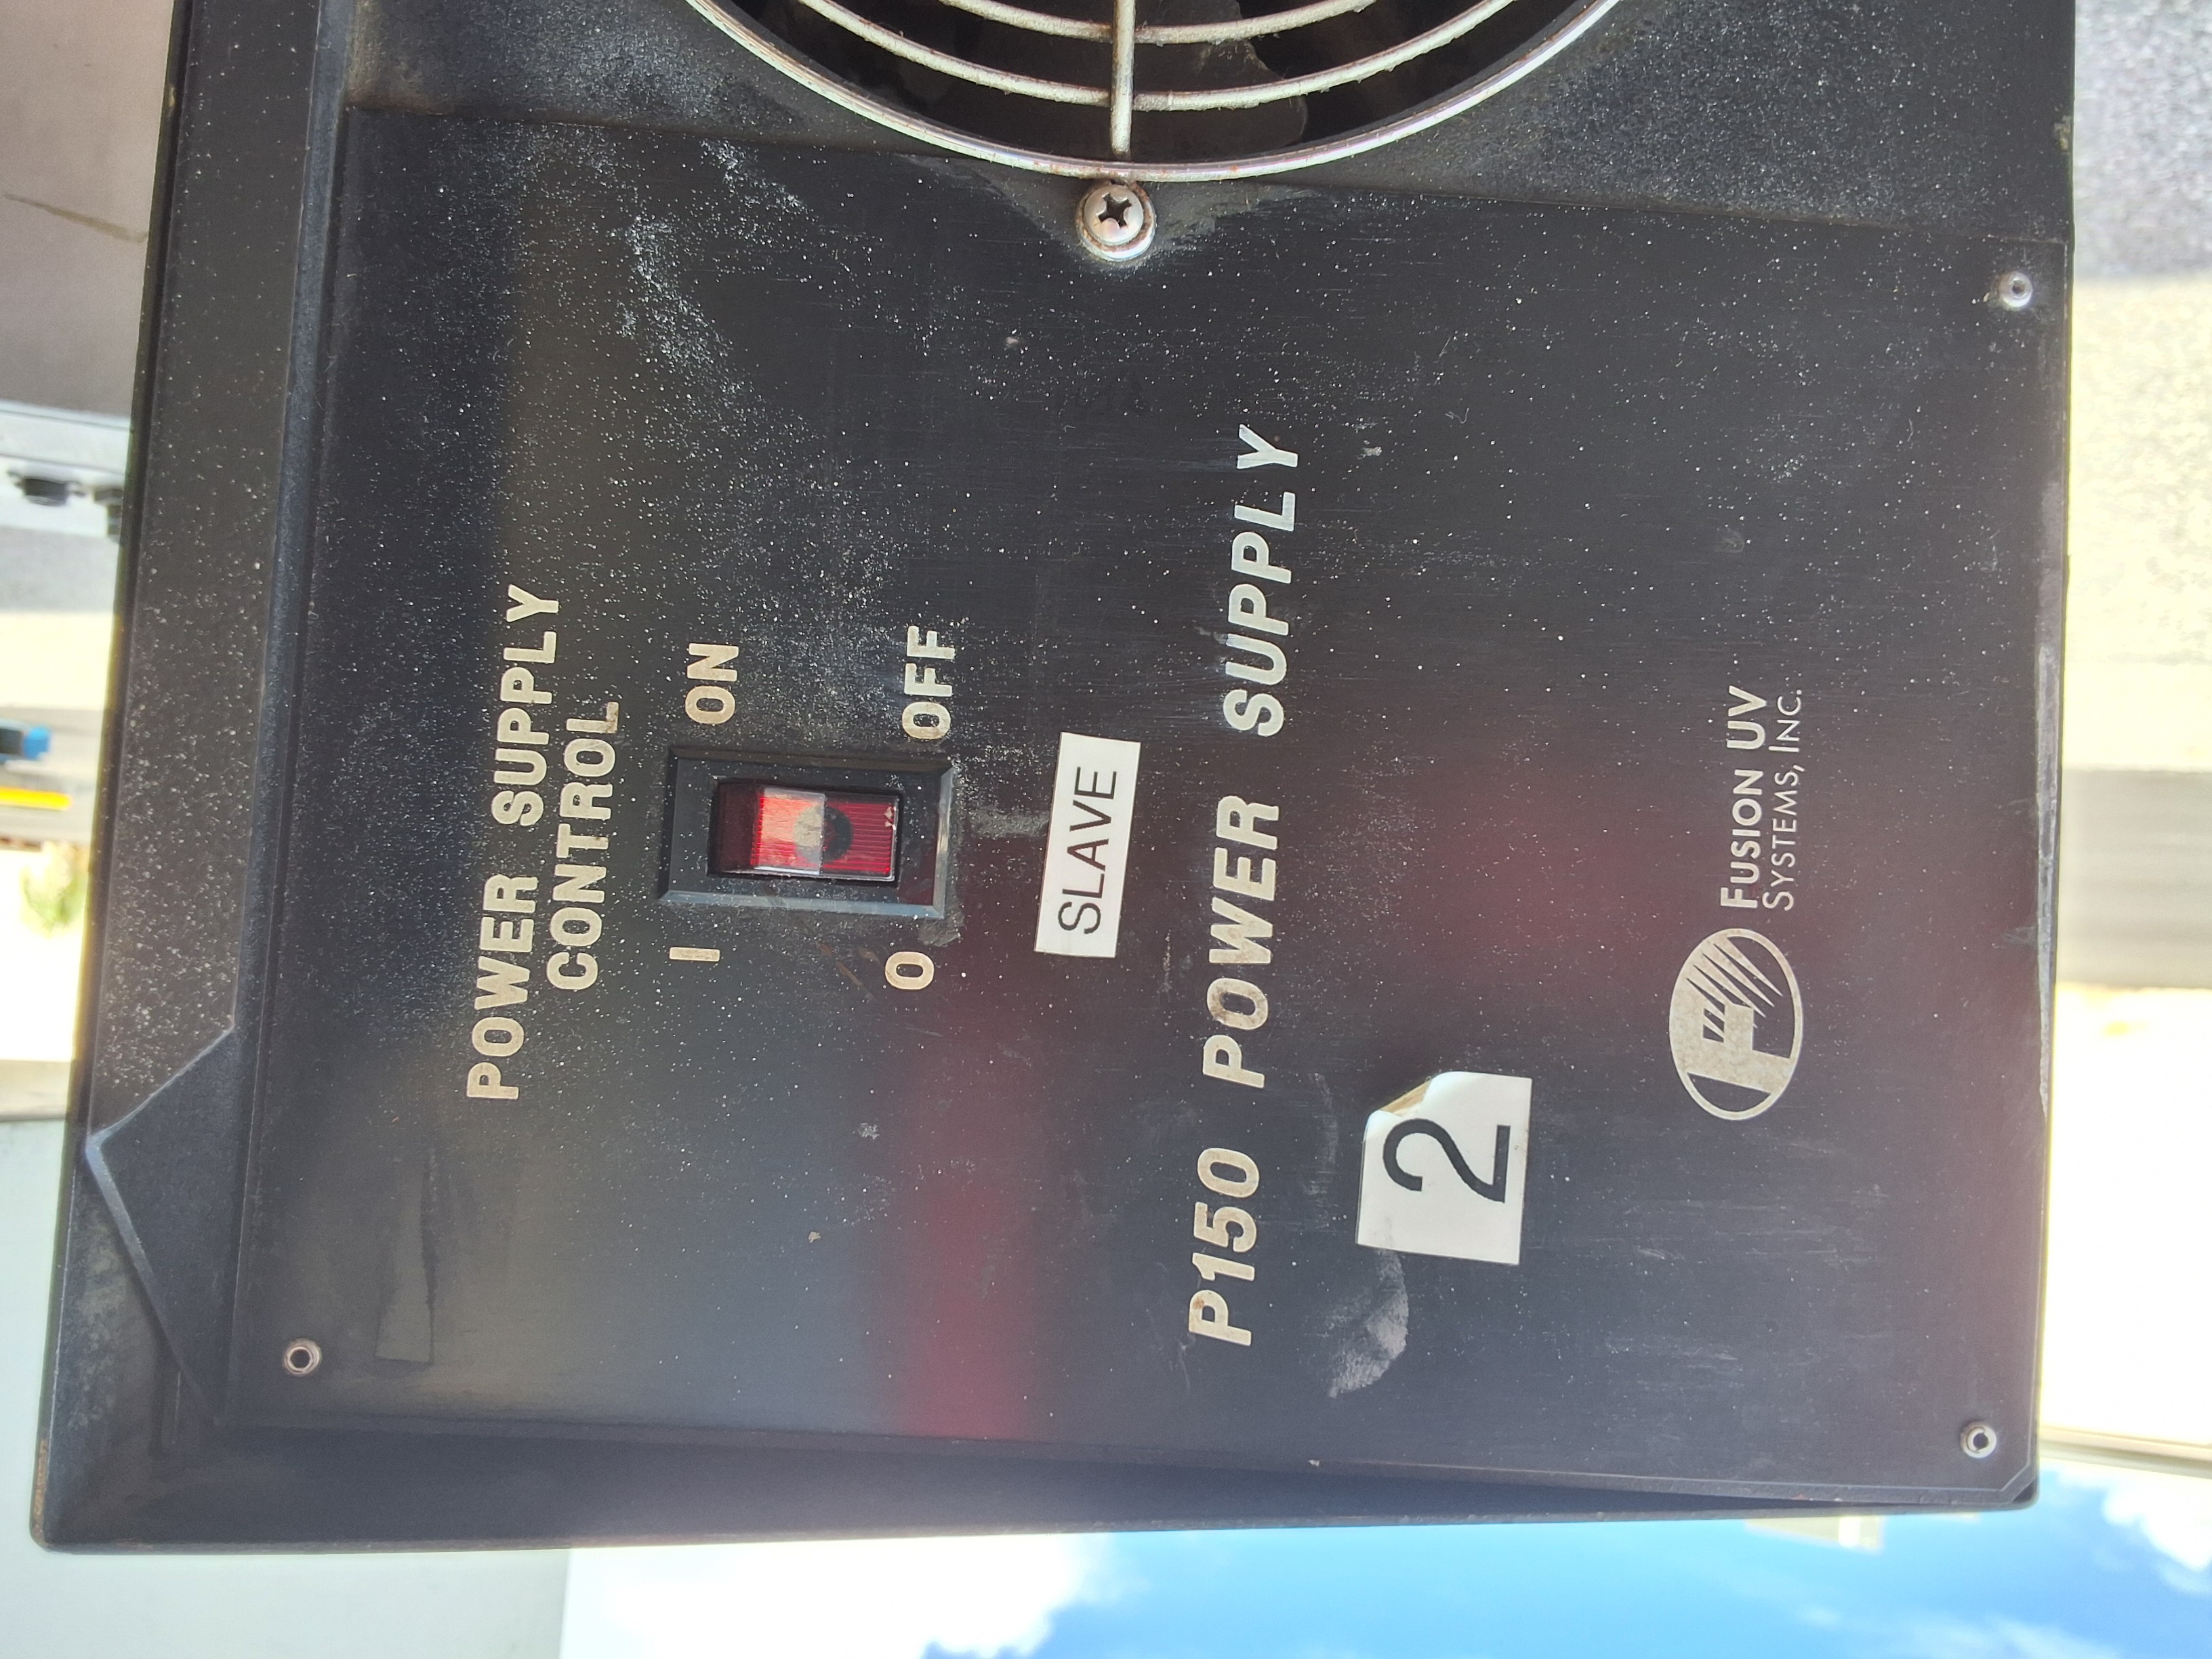 POWER SUPPLY
CONTROL
I ON
O OFF
SLAVE
P150 POWER SUPPLY
2
F FUSION UV
SYSTEMS, INC.